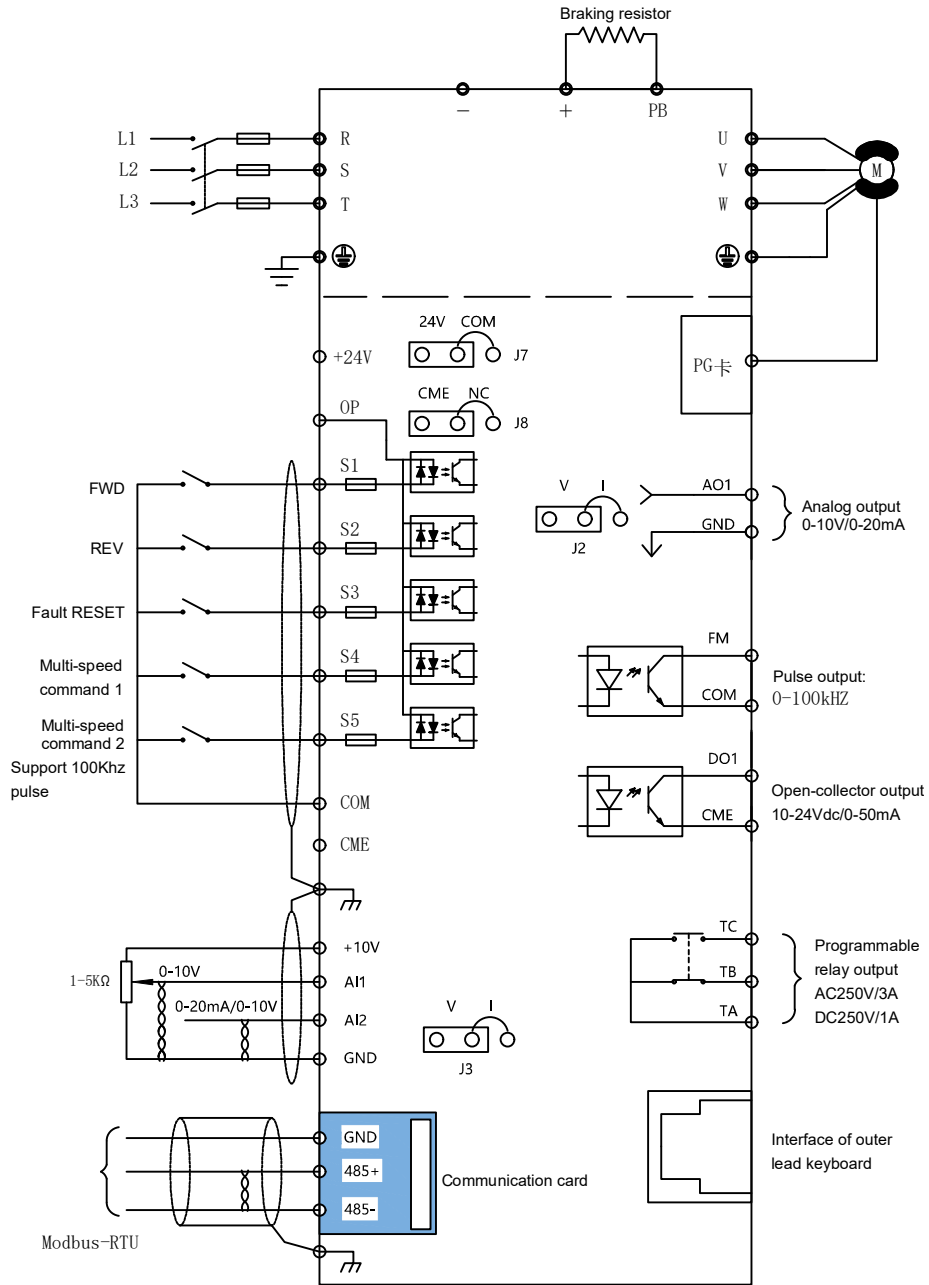 Braking resistor
-
+
PB
L1
R
U
L2
S
V
M
L3
T
W
24V COM
+24V
J7
PG卡
OP
CME NC
J8
S1
FWD
V I
AO1
Analog output
0-10V/0-20mA
S2
REV
J2
GND
S3
Fault RESET
FM
Pulse output:
0-100kHZ
COM
S4
Multi-speed
command 1
S5
Multi-speed
command 2
Support 100Khz
pulse
DO1
Open-collector output
10-24Vdc/0-50mA
CME
COM
CME
+10V
1-5KΩ
0-10V
AI1
0-20mA/0-10V
AI2
GND
V I
J3
TC
TB
TA
Programmable
relay output
AC250V/3A
DC250V/1A
GND
485+
485-
Communication card
Modbus-RTU
Interface of outer
lead keyboard